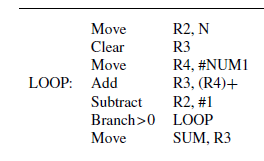 Move R2, N
Clear R3
Move R4, #NUM1
LOOP: Add R3, (R4)+
Subtract R2, #1
Branch>0 LOOP
Move SUM, R3